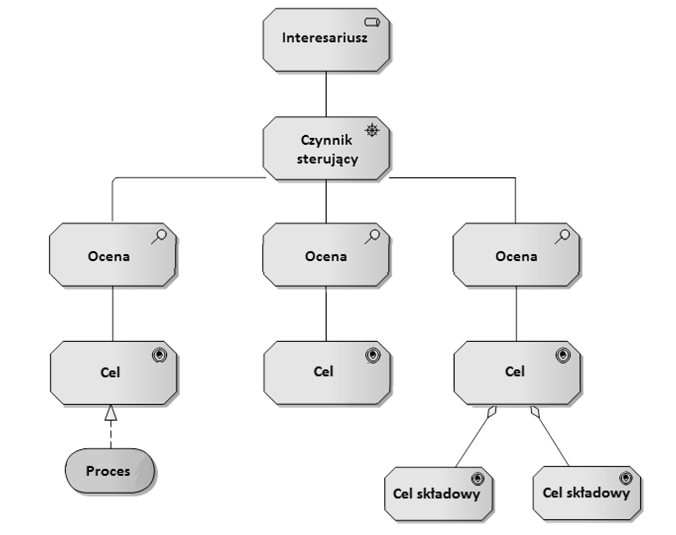 Interesariusz
Czynnik
sterujący
Ocena
Ocena
Ocena
Cel
Cel
Cel
Proces
Cel składowy
Cel składowy